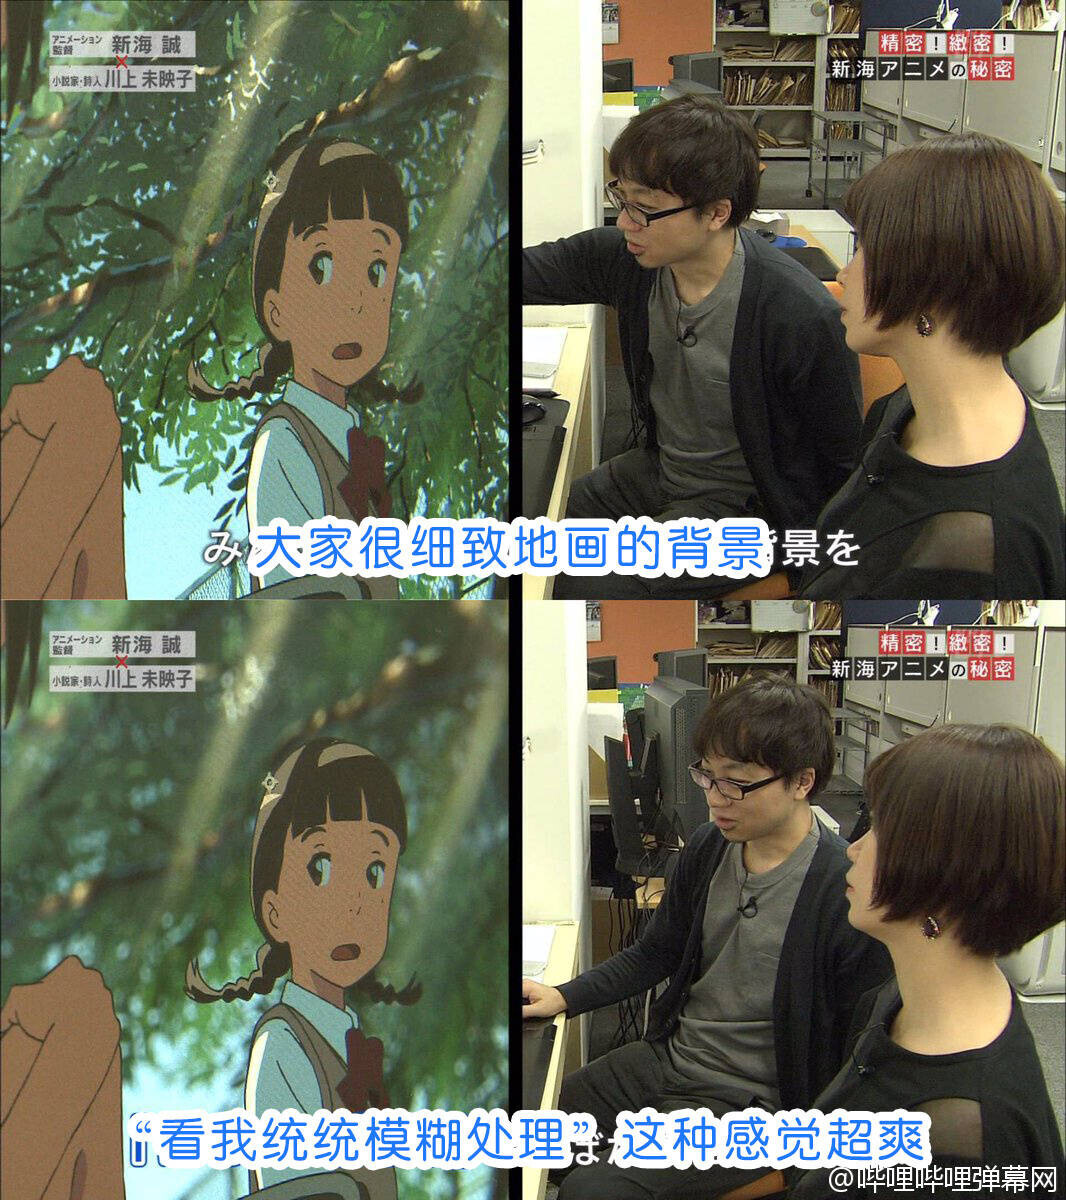 アニメーション監督 新海 誠
×
小説家・詩人 川上 未映子
精密!緻密!
新海アニメの秘密
み 大家很细致地画的背景 背景を
アニメーション監督 新海 誠
×
小説家・詩人 川上 未映子
精密!緻密!
新海アニメの秘密
“看我统统模糊处理” 这种感觉超爽
@哔哩哔哩弹幕网